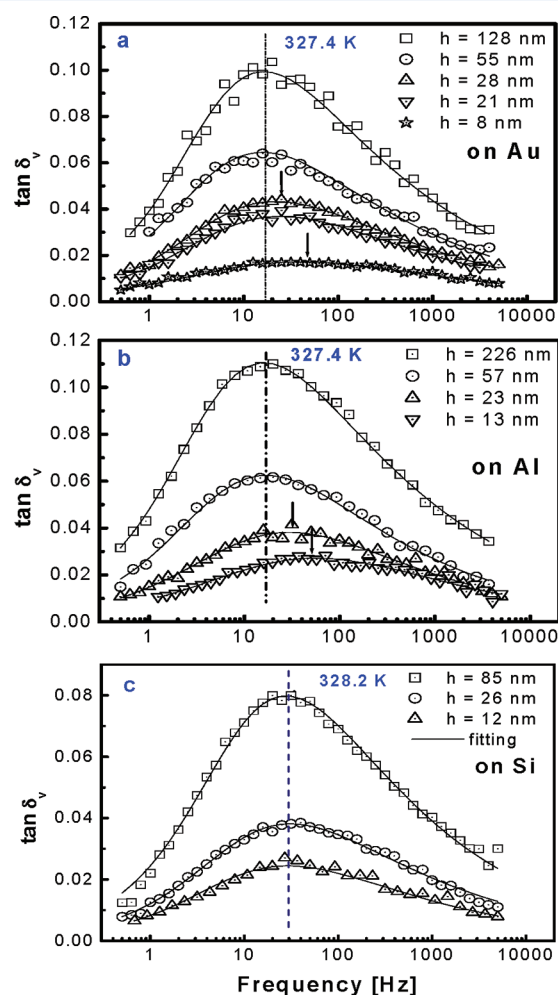 a
327.4 K
h = 128 nm
h = 55 nm
h = 28 nm
h = 21 nm
h = 8 nm
on Au
tan δv
0.10
0.08
0.06
0.04
0.02
0.00
1 10 100 1000 10000
b
327.4 K
h = 226 nm
h = 57 nm
h = 23 nm
h = 13 nm
on Al
tan δv
0.12
0.10
0.08
0.06
0.04
0.02
0.00
1 10 100 1000 10000
c
328.2 K
h = 85 nm
h = 26 nm
h = 12 nm
fitting
on Si
tan δv
0.08
0.06
0.04
0.02
0.00
1 10 100 1000 10000
Frequency [Hz]